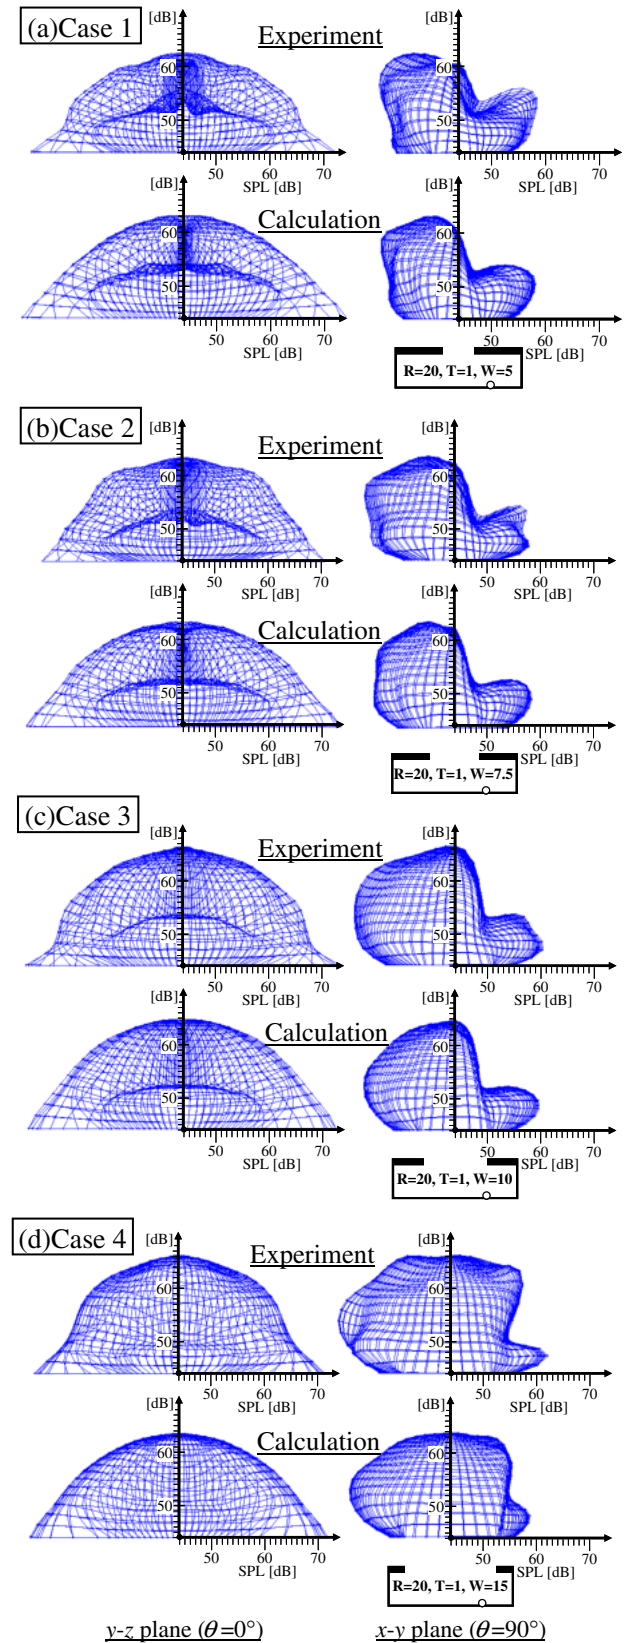 (a)Case 1
[dB]
Experiment
[dB]
60
60
50
50
50
60
70
SPL [dB]
50
60
70
SPL [dB]
[dB]
Calculation
[dB]
60
60
50
50
50
60
70
SPL [dB]
50
60
70
SPL [dB]
R=20, T=1, W=5
(b)Case 2
[dB]
Experiment
[dB]
60
60
50
50
50
60
70
SPL [dB]
50
60
70
SPL [dB]
[dB]
Calculation
[dB]
60
60
50
50
50
60
70
SPL [dB]
50
60
70
SPL [dB]
R=20, T=1, W=7.5
(c)Case 3
[dB]
Experiment
[dB]
60
60
50
50
50
60
70
SPL [dB]
50
60
70
SPL [dB]
[dB]
Calculation
[dB]
60
60
50
50
50
60
70
SPL [dB]
50
60
70
SPL [dB]
R=20, T=1, W=10
(d)Case 4
[dB]
Experiment
[dB]
60
60
50
50
50
60
70
SPL [dB]
50
60
70
SPL [dB]
[dB]
Calculation
[dB]
60
60
50
50
50
60
70
SPL [dB]
50
60
70
SPL [dB]
R=20, T=1, W=15
y-z plane (θ=0°)
x-y plane (θ=90°)